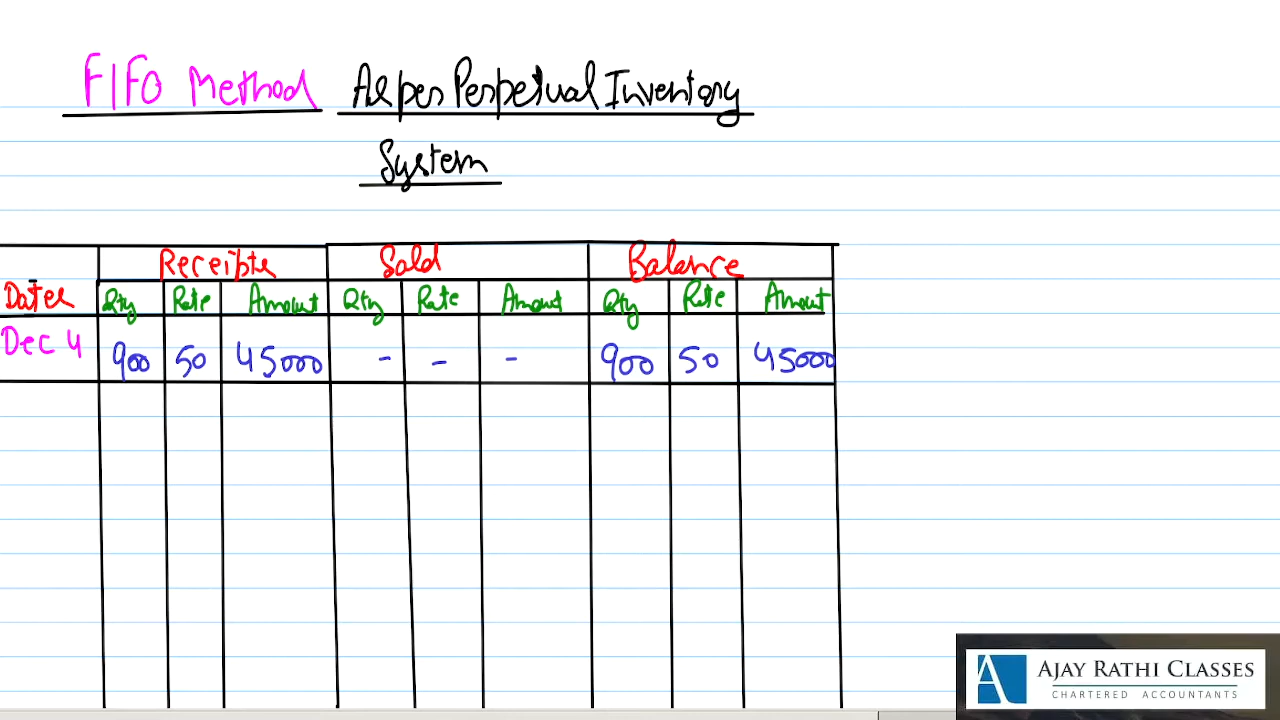 FIFO Method As per Perpetual Inventory
System
Receipts Sold Balance
Dates Qty Rate Amount Qty Rate Amount Qty Rate Amount
Dec 4 900 50 45000 - - - 900 50 45000
AJAY RATHI CLASSES
CHARTERED ACCOUNTANTS